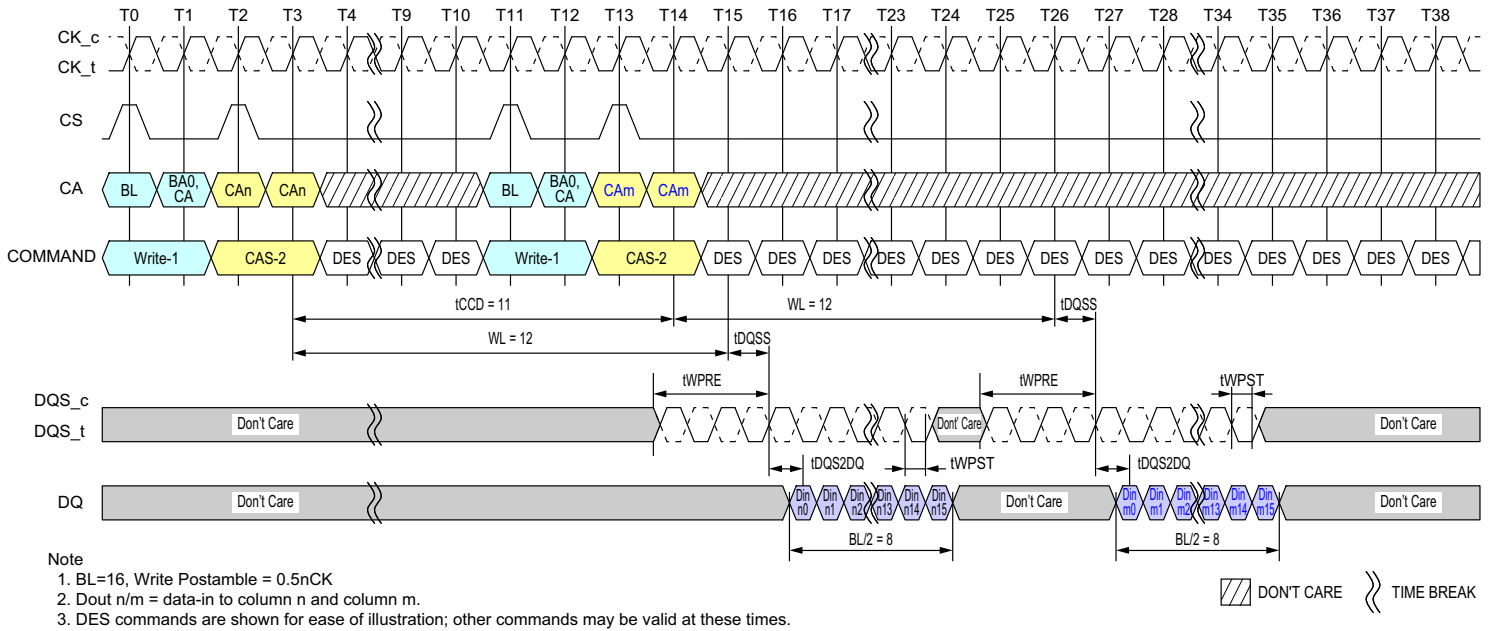 T0 T1 T2 T3 T4 T9 T10 T11 T12 T13 T14 T15 T16 T17 T23 T24 T25 T26 T27 T28 T34 T35 T36 T37 T38
CK_c
CK_t
CS
CA BL BA0, CA CAn CAn BL BA0, CA CAm CAm
COMMAND Write-1 CAS-2 DES DES DES Write-1 CAS-2 DES DES DES DES DES DES DES DES DES DES DES DES DES DES
tCCD = 11 WL = 12 tDQSS
WL = 12 tDQSS
tWPRE tWPRE tWPST
DQS_c
DQS_t Don't Care Dont' Care Don't Care
tDQS2DQ tWPST tDQS2DQ
DQ Don't Care Din n0 Din n1 Din n2 Din n13 Din n14 Din n15 Don't Care Din m0 Din m1 Din m2 Din m13 Din m14 Din m15 Don't Care
BL/2 = 8 BL/2 = 8
Note
1. BL=16, Write Postamble = 0.5nCK
2. Dout n/m = data-in to column n and column m.
3. DES commands are shown for ease of illustration; other commands may be valid at these times.
DON'T CARE TIME BREAK